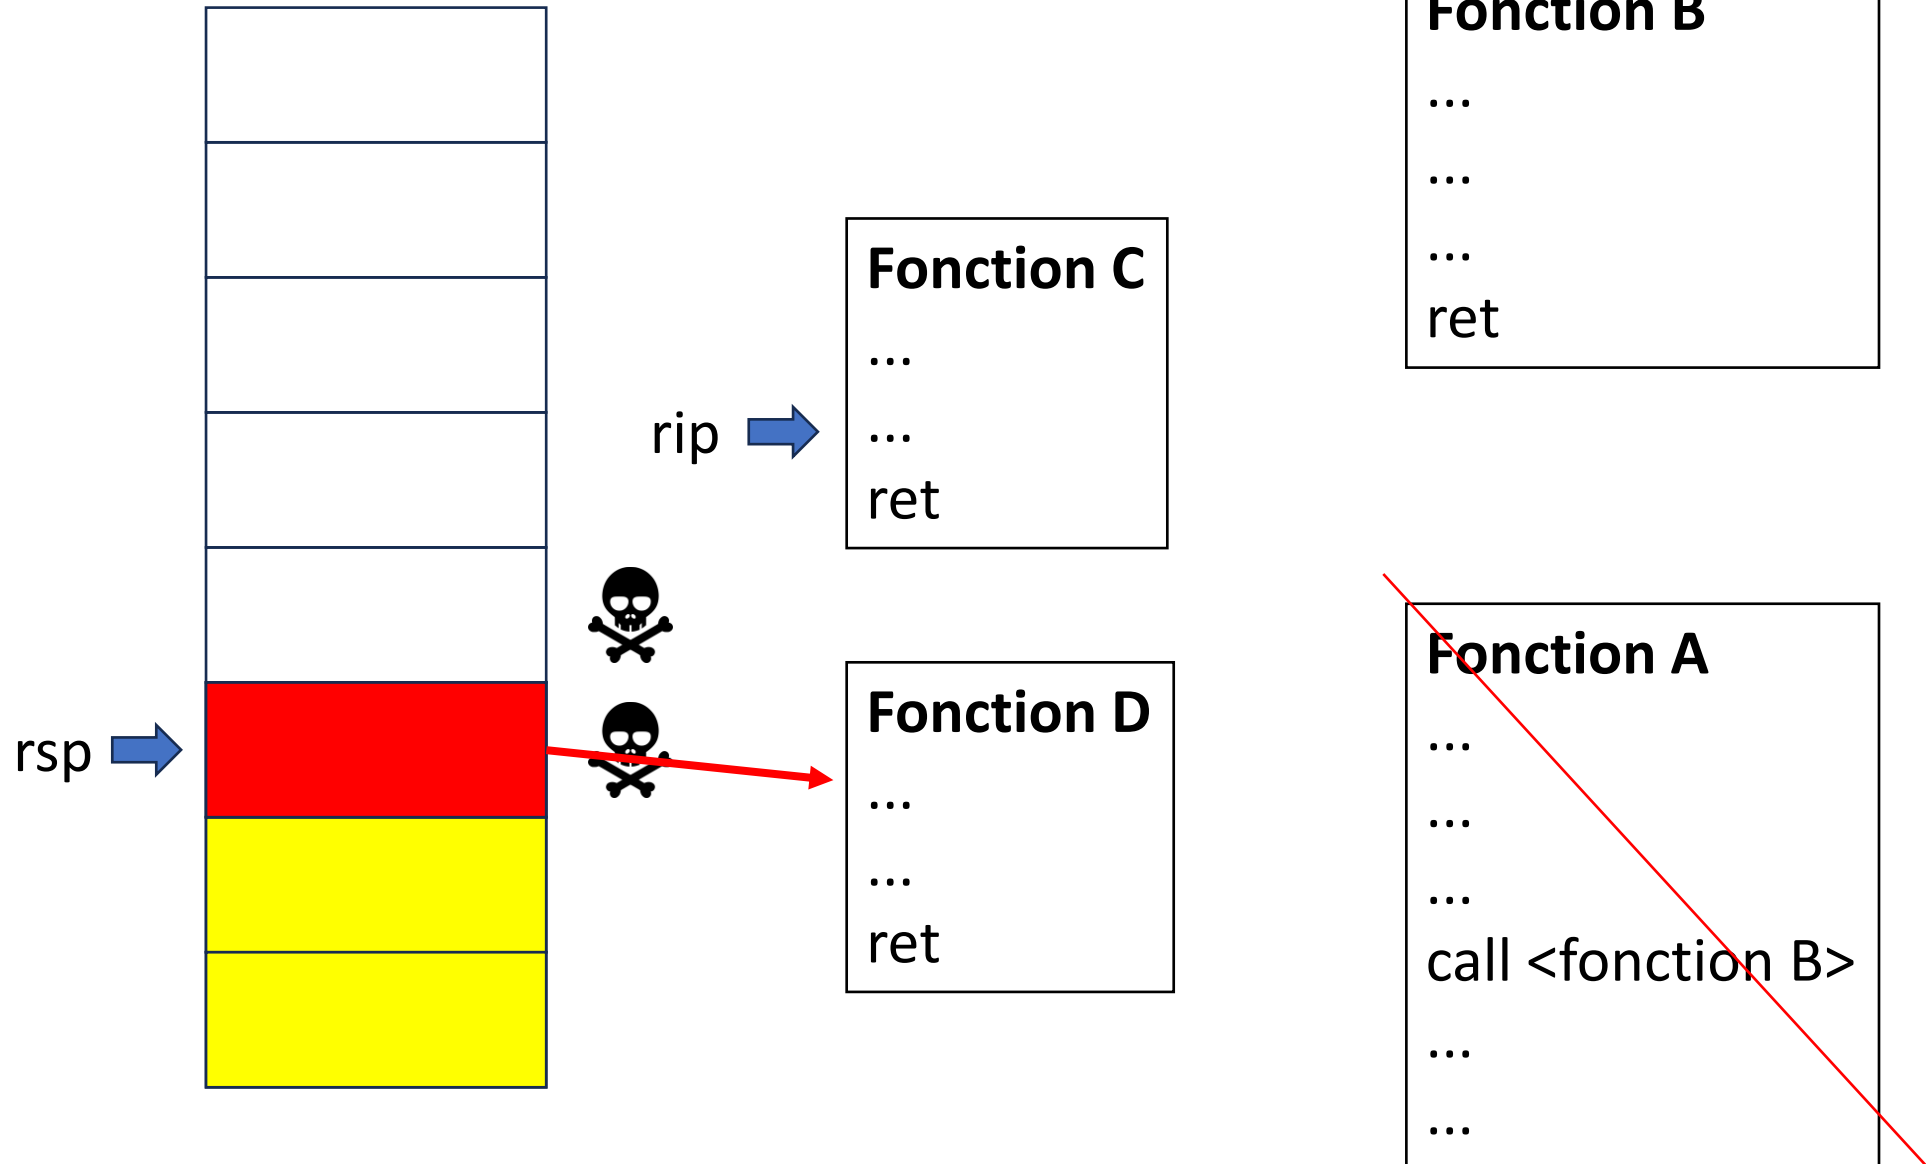 rsp
rip
Fonction C
...
...
ret
Fonction D
...
...
ret
Fonction B
...
...
...
ret
Fonction A
...
...
...
call <fonction B>
...
...